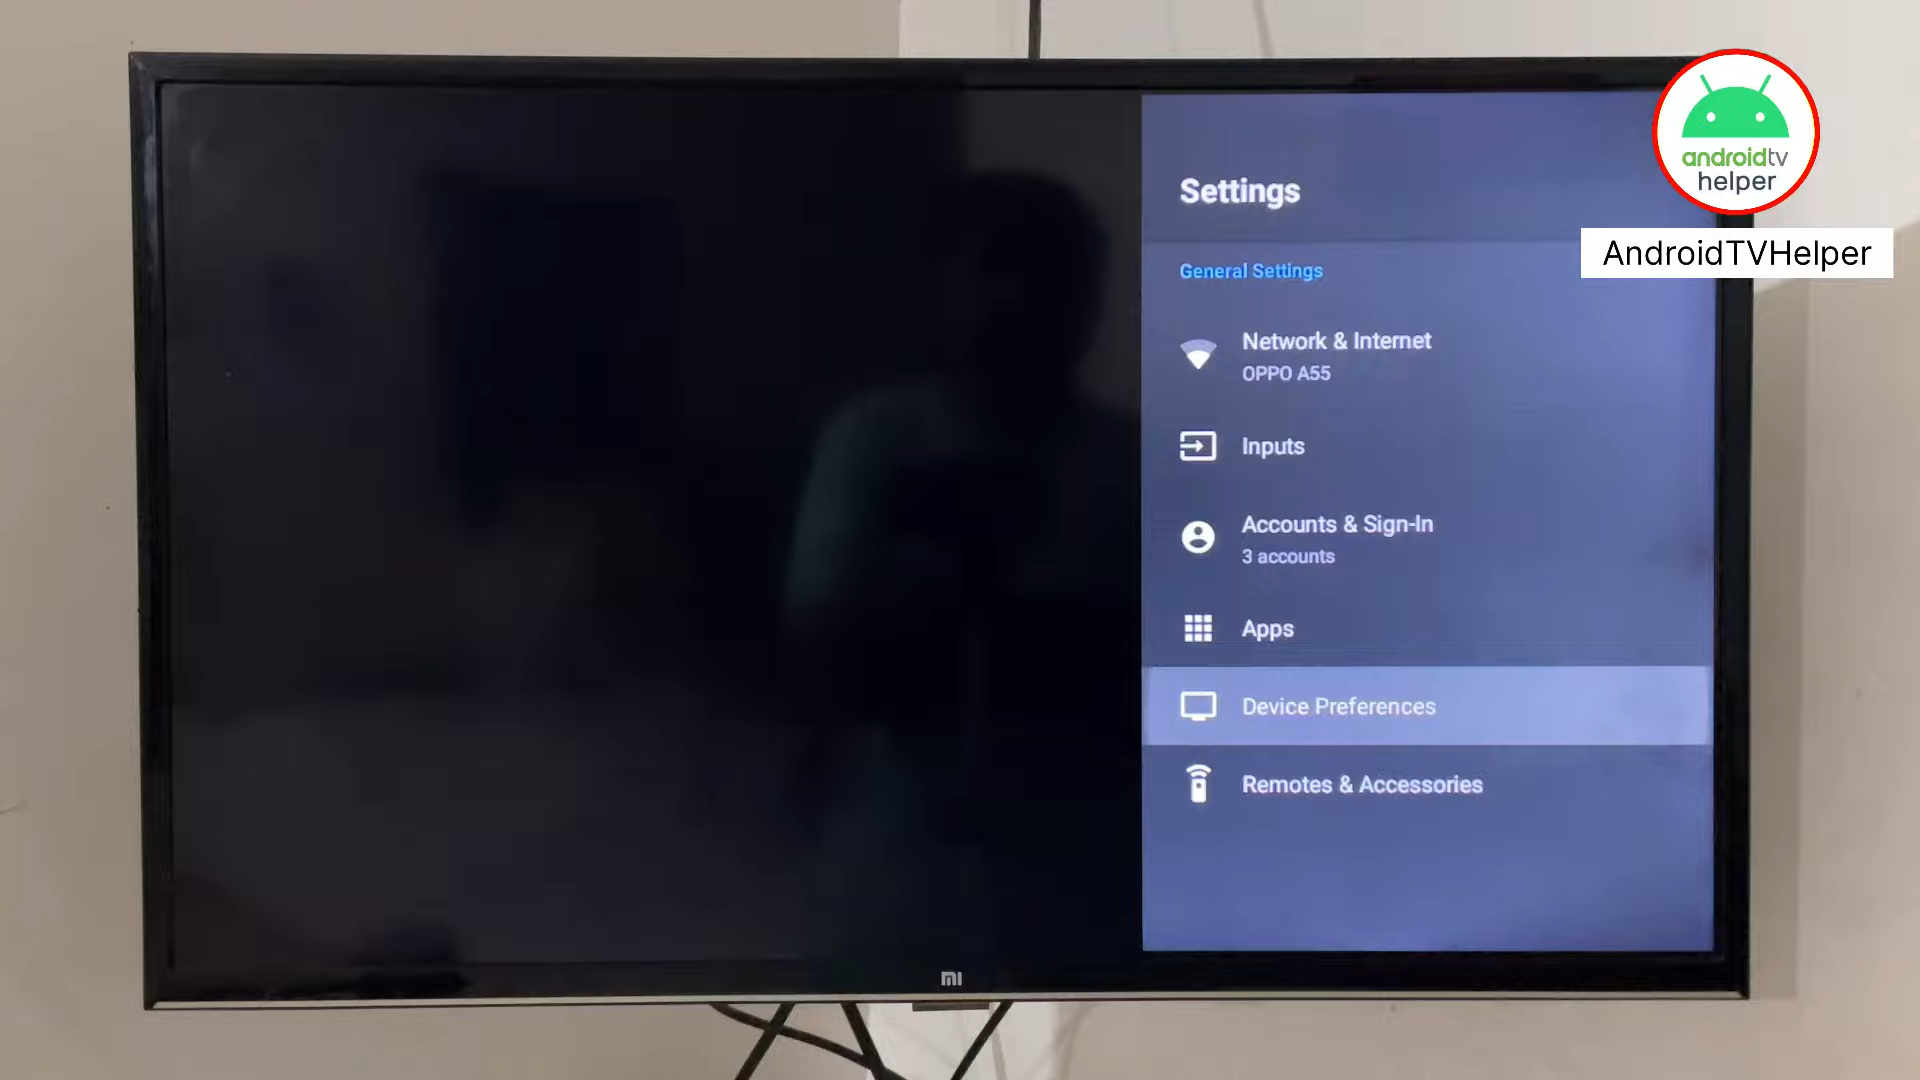 androidtv
helper
AndroidTVHelper
Settings
General Settings
Network & Internet
OPPO A55
Inputs
Accounts & Sign-In
3 accounts
Apps
Device Preferences
Remotes & Accessories
mi